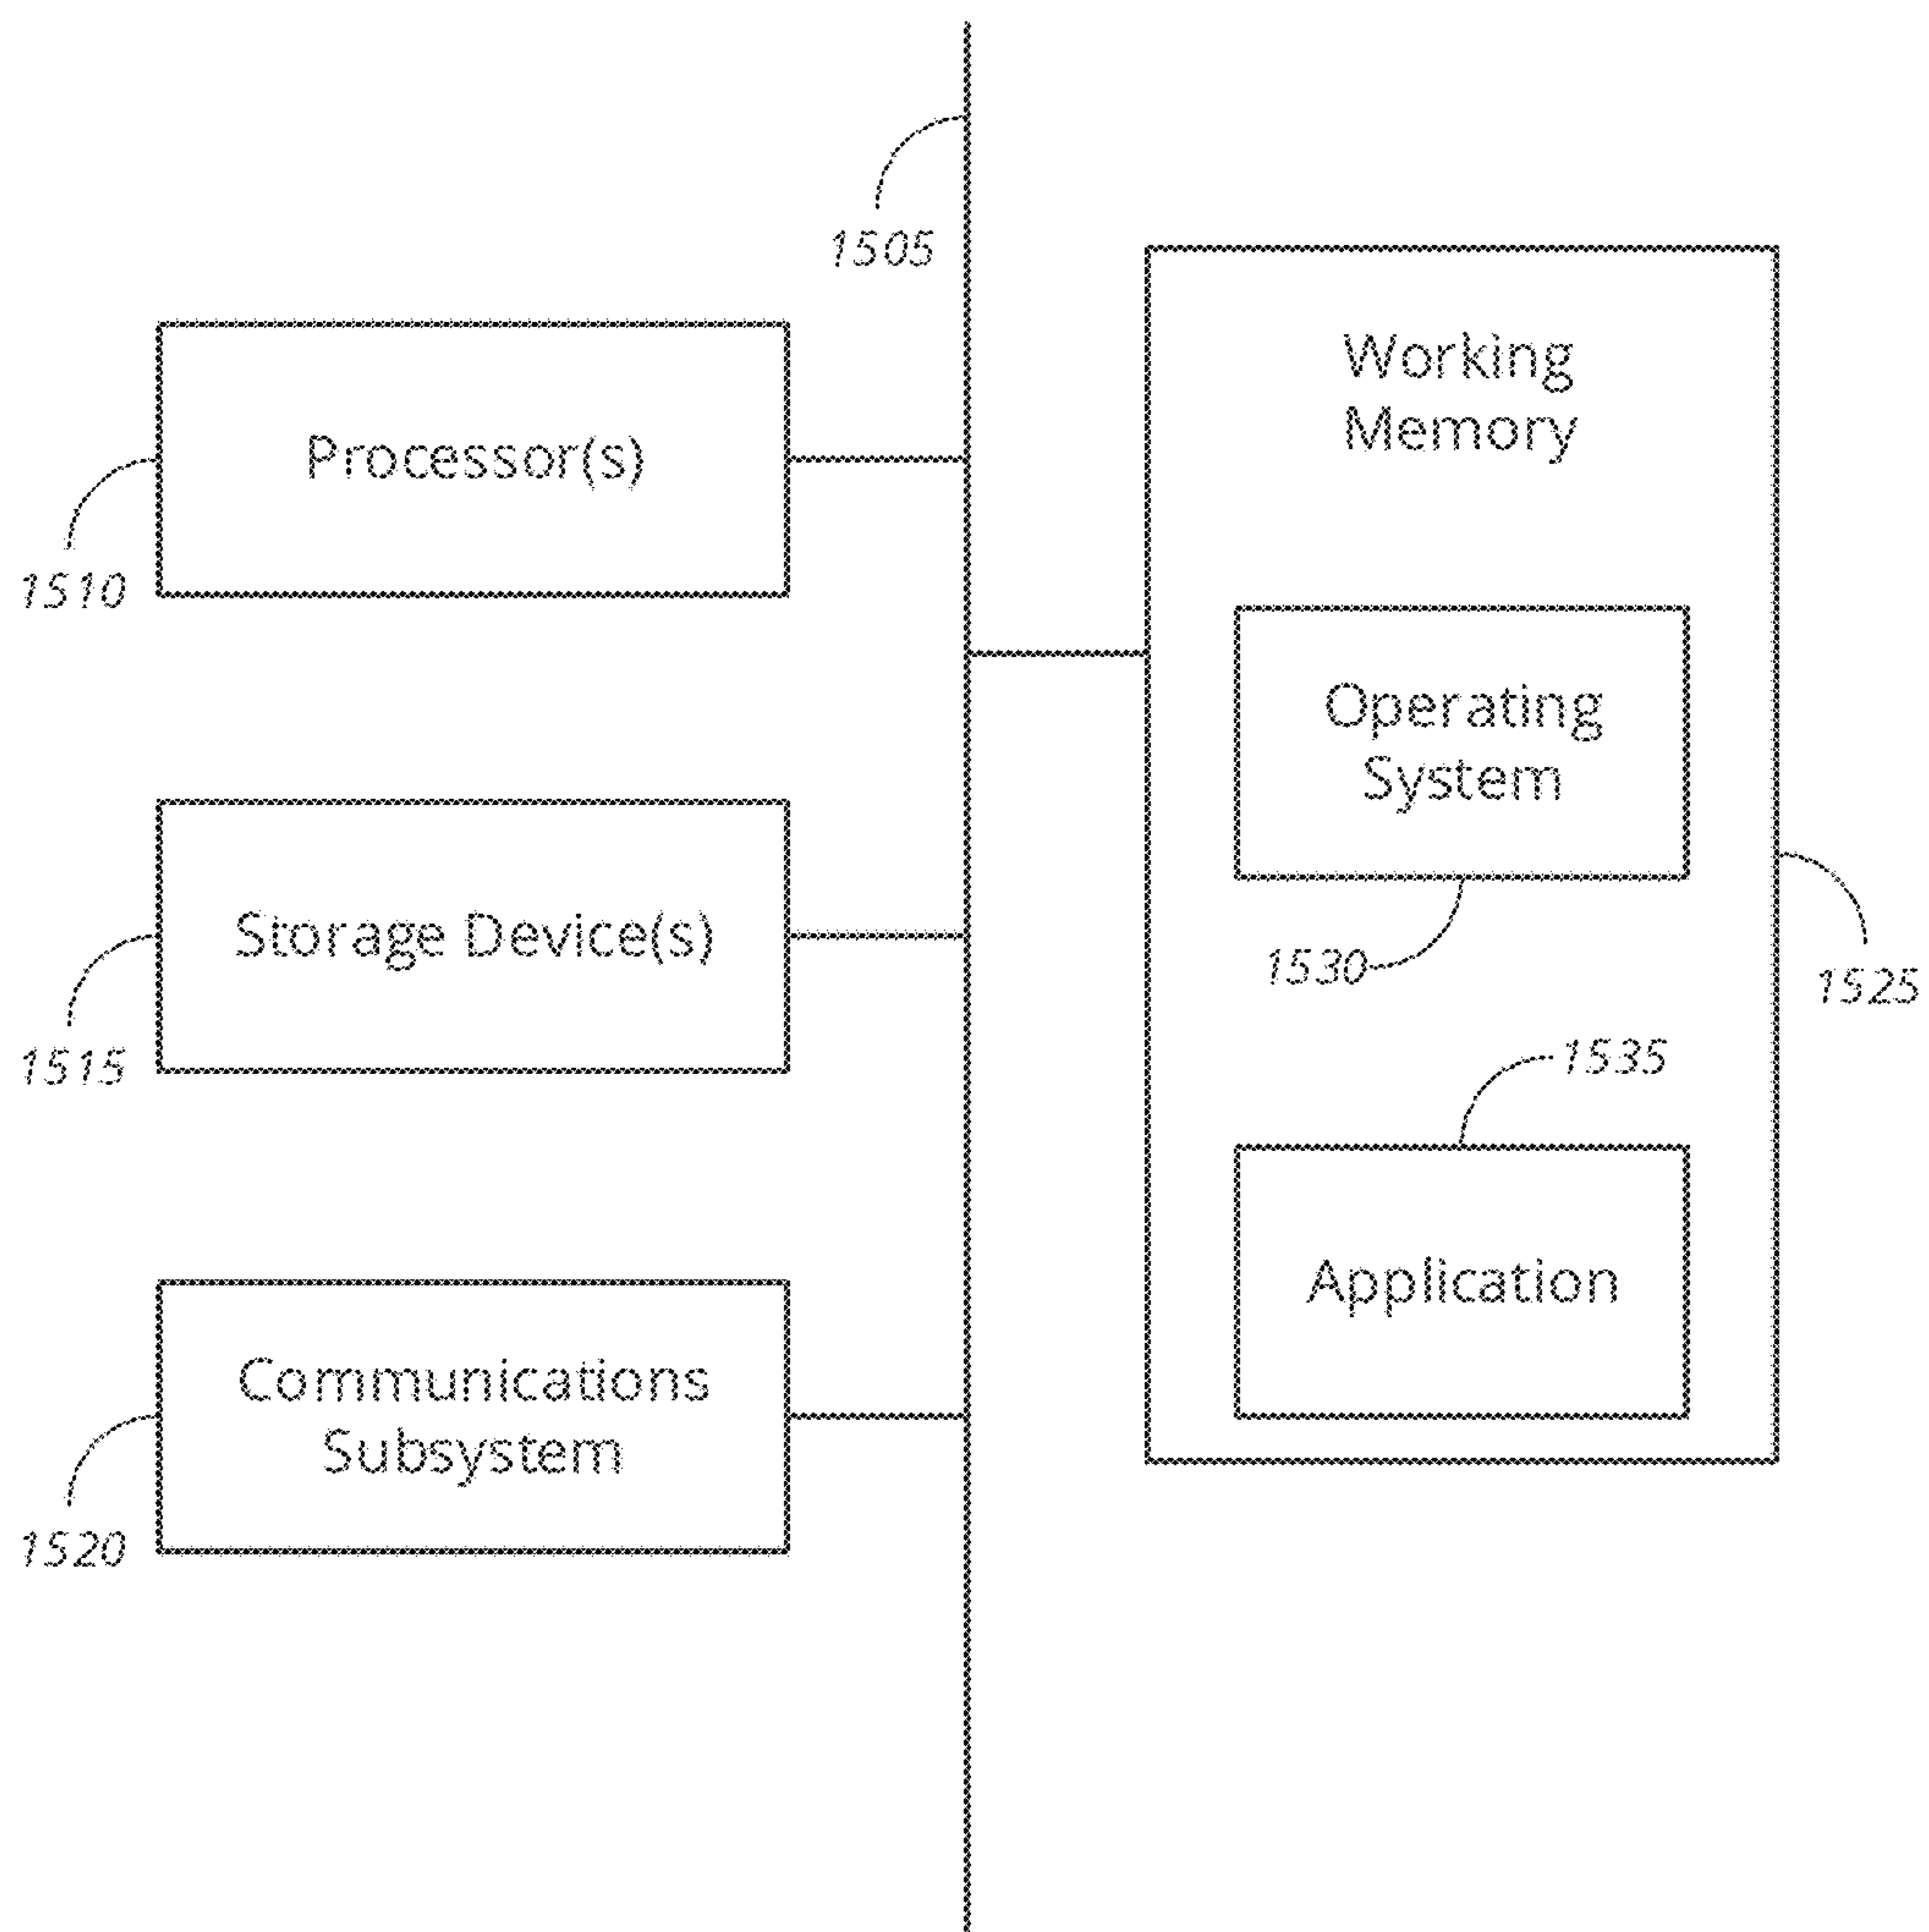 1505
Processor(s)
1510
Storage Device(s)
1515
Communications
Subsystem
1520
Working
Memory
Operating
System
1530
1525
1535
Application